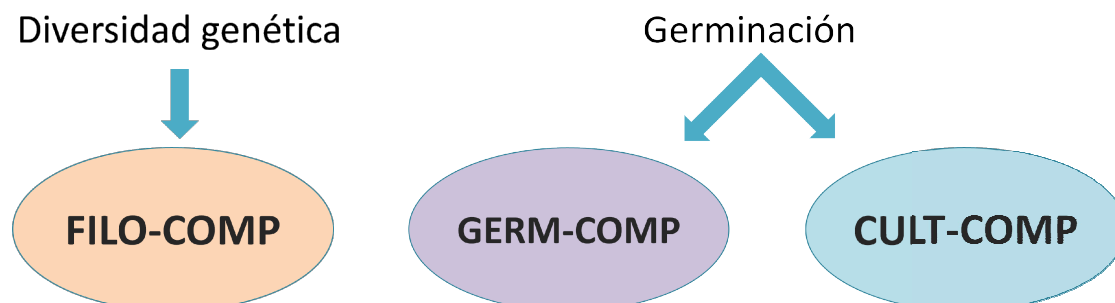 Diversidad genética
Germinación
FILO-COMP
GERM-COMP
CULT-COMP